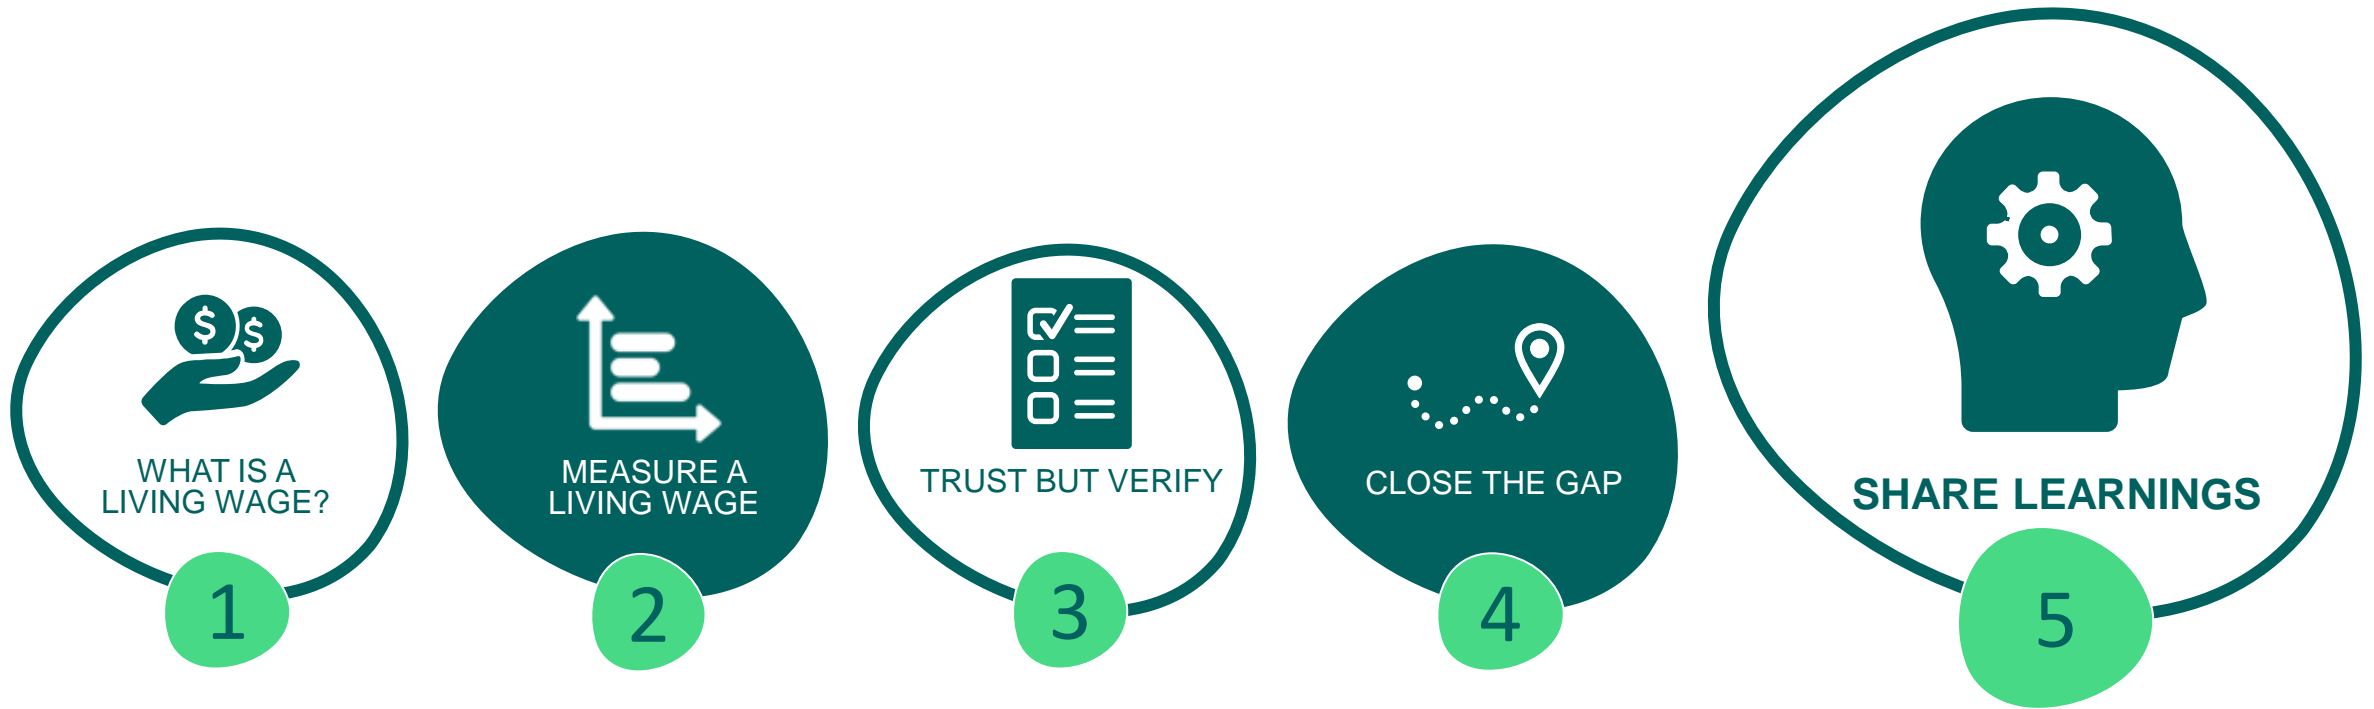 $ $
WHAT IS A
LIVING WAGE?
1
MEASURE A
LIVING WAGE
2
TRUST BUT VERIFY
3
CLOSE THE GAP
4
SHARE LEARNINGS
5